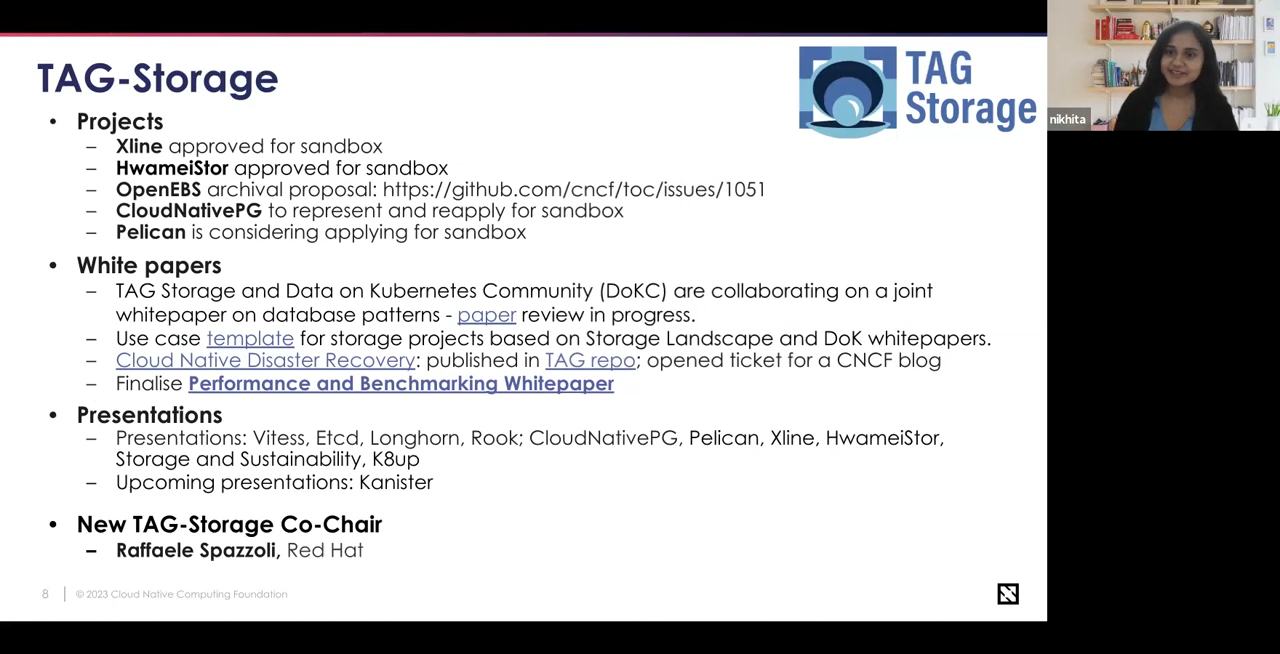 TAG-Storage
TAG
Storage
nikhita
• Projects
– Xline approved for sandbox
– HwameiStor approved for sandbox
– OpenEBS archival proposal: https://github.com/cncf/toc/issues/1051
– CloudNativePG to represent and reapply for sandbox
– Pelican is considering applying for sandbox
• White papers
– TAG Storage and Data on Kubernetes Community (DoKC) are collaborating on a joint
whitepaper on database patterns - paper review in progress.
– Use case template for storage projects based on Storage Landscape and DoK whitepapers.
– Cloud Native Disaster Recovery: published in TAG repo; opened ticket for a CNCF blog
– Finalise Performance and Benchmarking Whitepaper
• Presentations
– Presentations: Vitess, Etcd, Longhorn, Rook; CloudNativePG, Pelican, Xline, HwameiStor,
Storage and Sustainability, K8up
– Upcoming presentations: Kanister
• New TAG-Storage Co-Chair
– Raffaele Spazzoli, Red Hat
8 | © 2023 Cloud Native Computing Foundation